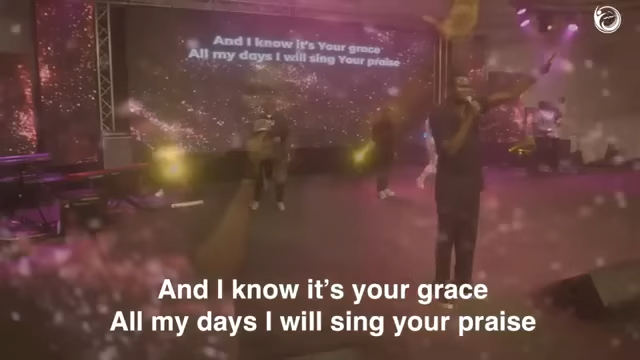 And I know it's Your grace
All my days I will sing Your praise
And I know it's your grace
All my days I will sing your praise